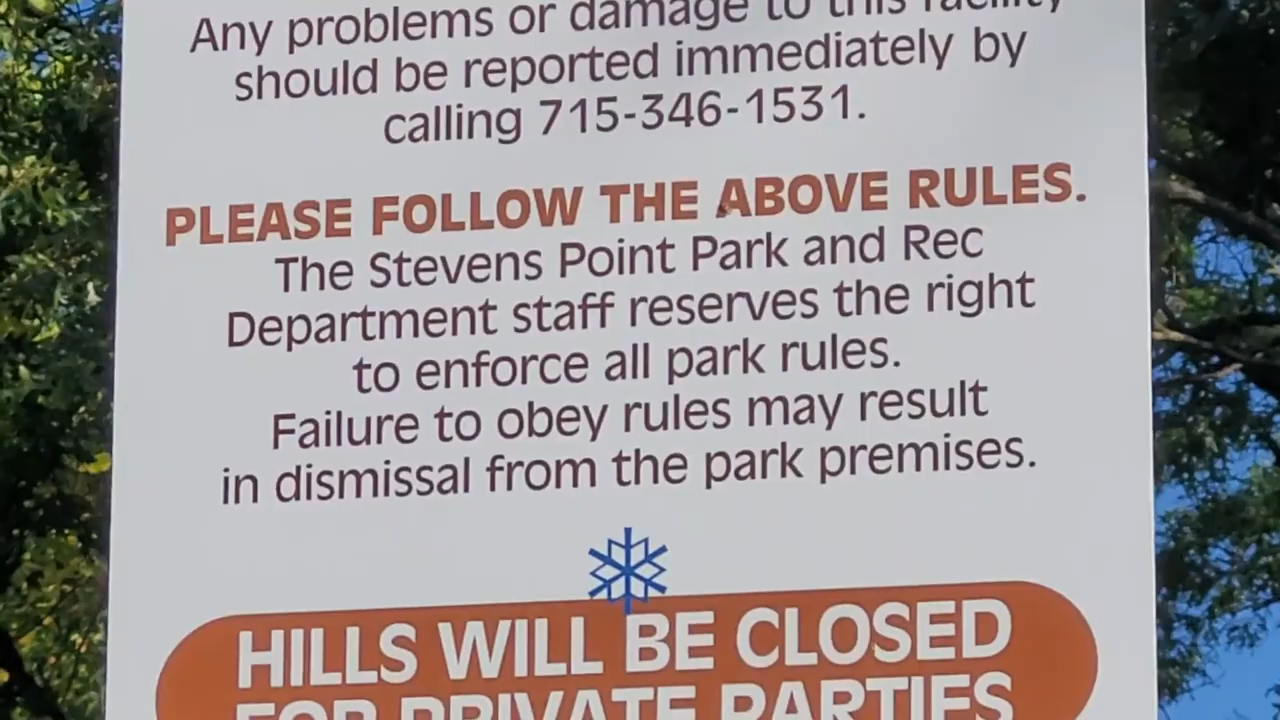 Any problems or damage to this facility
should be reported immediately by
calling 715-346-1531.
PLEASE FOLLOW THE ABOVE RULES.
The Stevens Point Park and Rec
Department staff reserves the right
to enforce all park rules.
Failure to obey rules may result
in dismissal from the park premises.
HILLS WILL BE CLOSED
FOR PRIVATE PARTIES